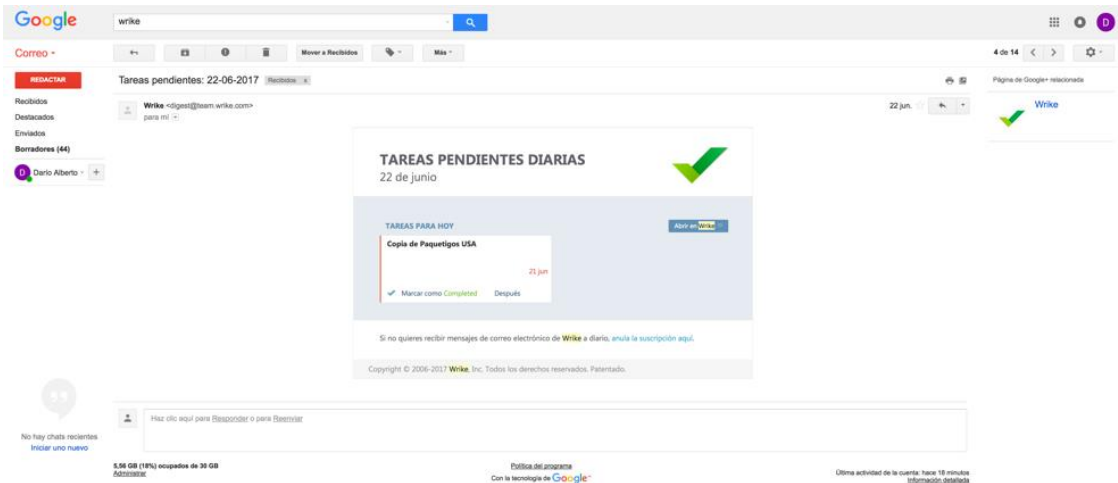 Google
wrike
D
Correo
Mover a Recibidos
Más
4 de 14
REDACTAR
Tareas pendientes: 22-06-2017 Recibidos x
Página de Google+ relacionada
Recibidos
Destacados
Enviados
Borradores (44)
D Darío Alberto +
Wrike <digest@team.wrike.com>
para mí
22 jun.
Wrike
TAREAS PENDIENTES DIARIAS
22 de junio
TAREAS PARA HOY
Abrir en Wrike
Copia de Paquetigos USA
21 jun
Marcar como Completed Después
Si no quieres recibir mensajes de correo electrónico de Wrike a diario, anula la suscripción aquí.
Copyright © 2006-2017 Wrike, Inc. Todos los derechos reservados. Patentado.
Haz clic aquí para Responder o para Reenviar
No hay chats recientes
Iniciar uno nuevo
5,56 GB (18%) ocupados de 30 GB
Administrar
Política del programa
Con la tecnología de Google
Última actividad de la cuenta: hace 18 minutos
Información detallada